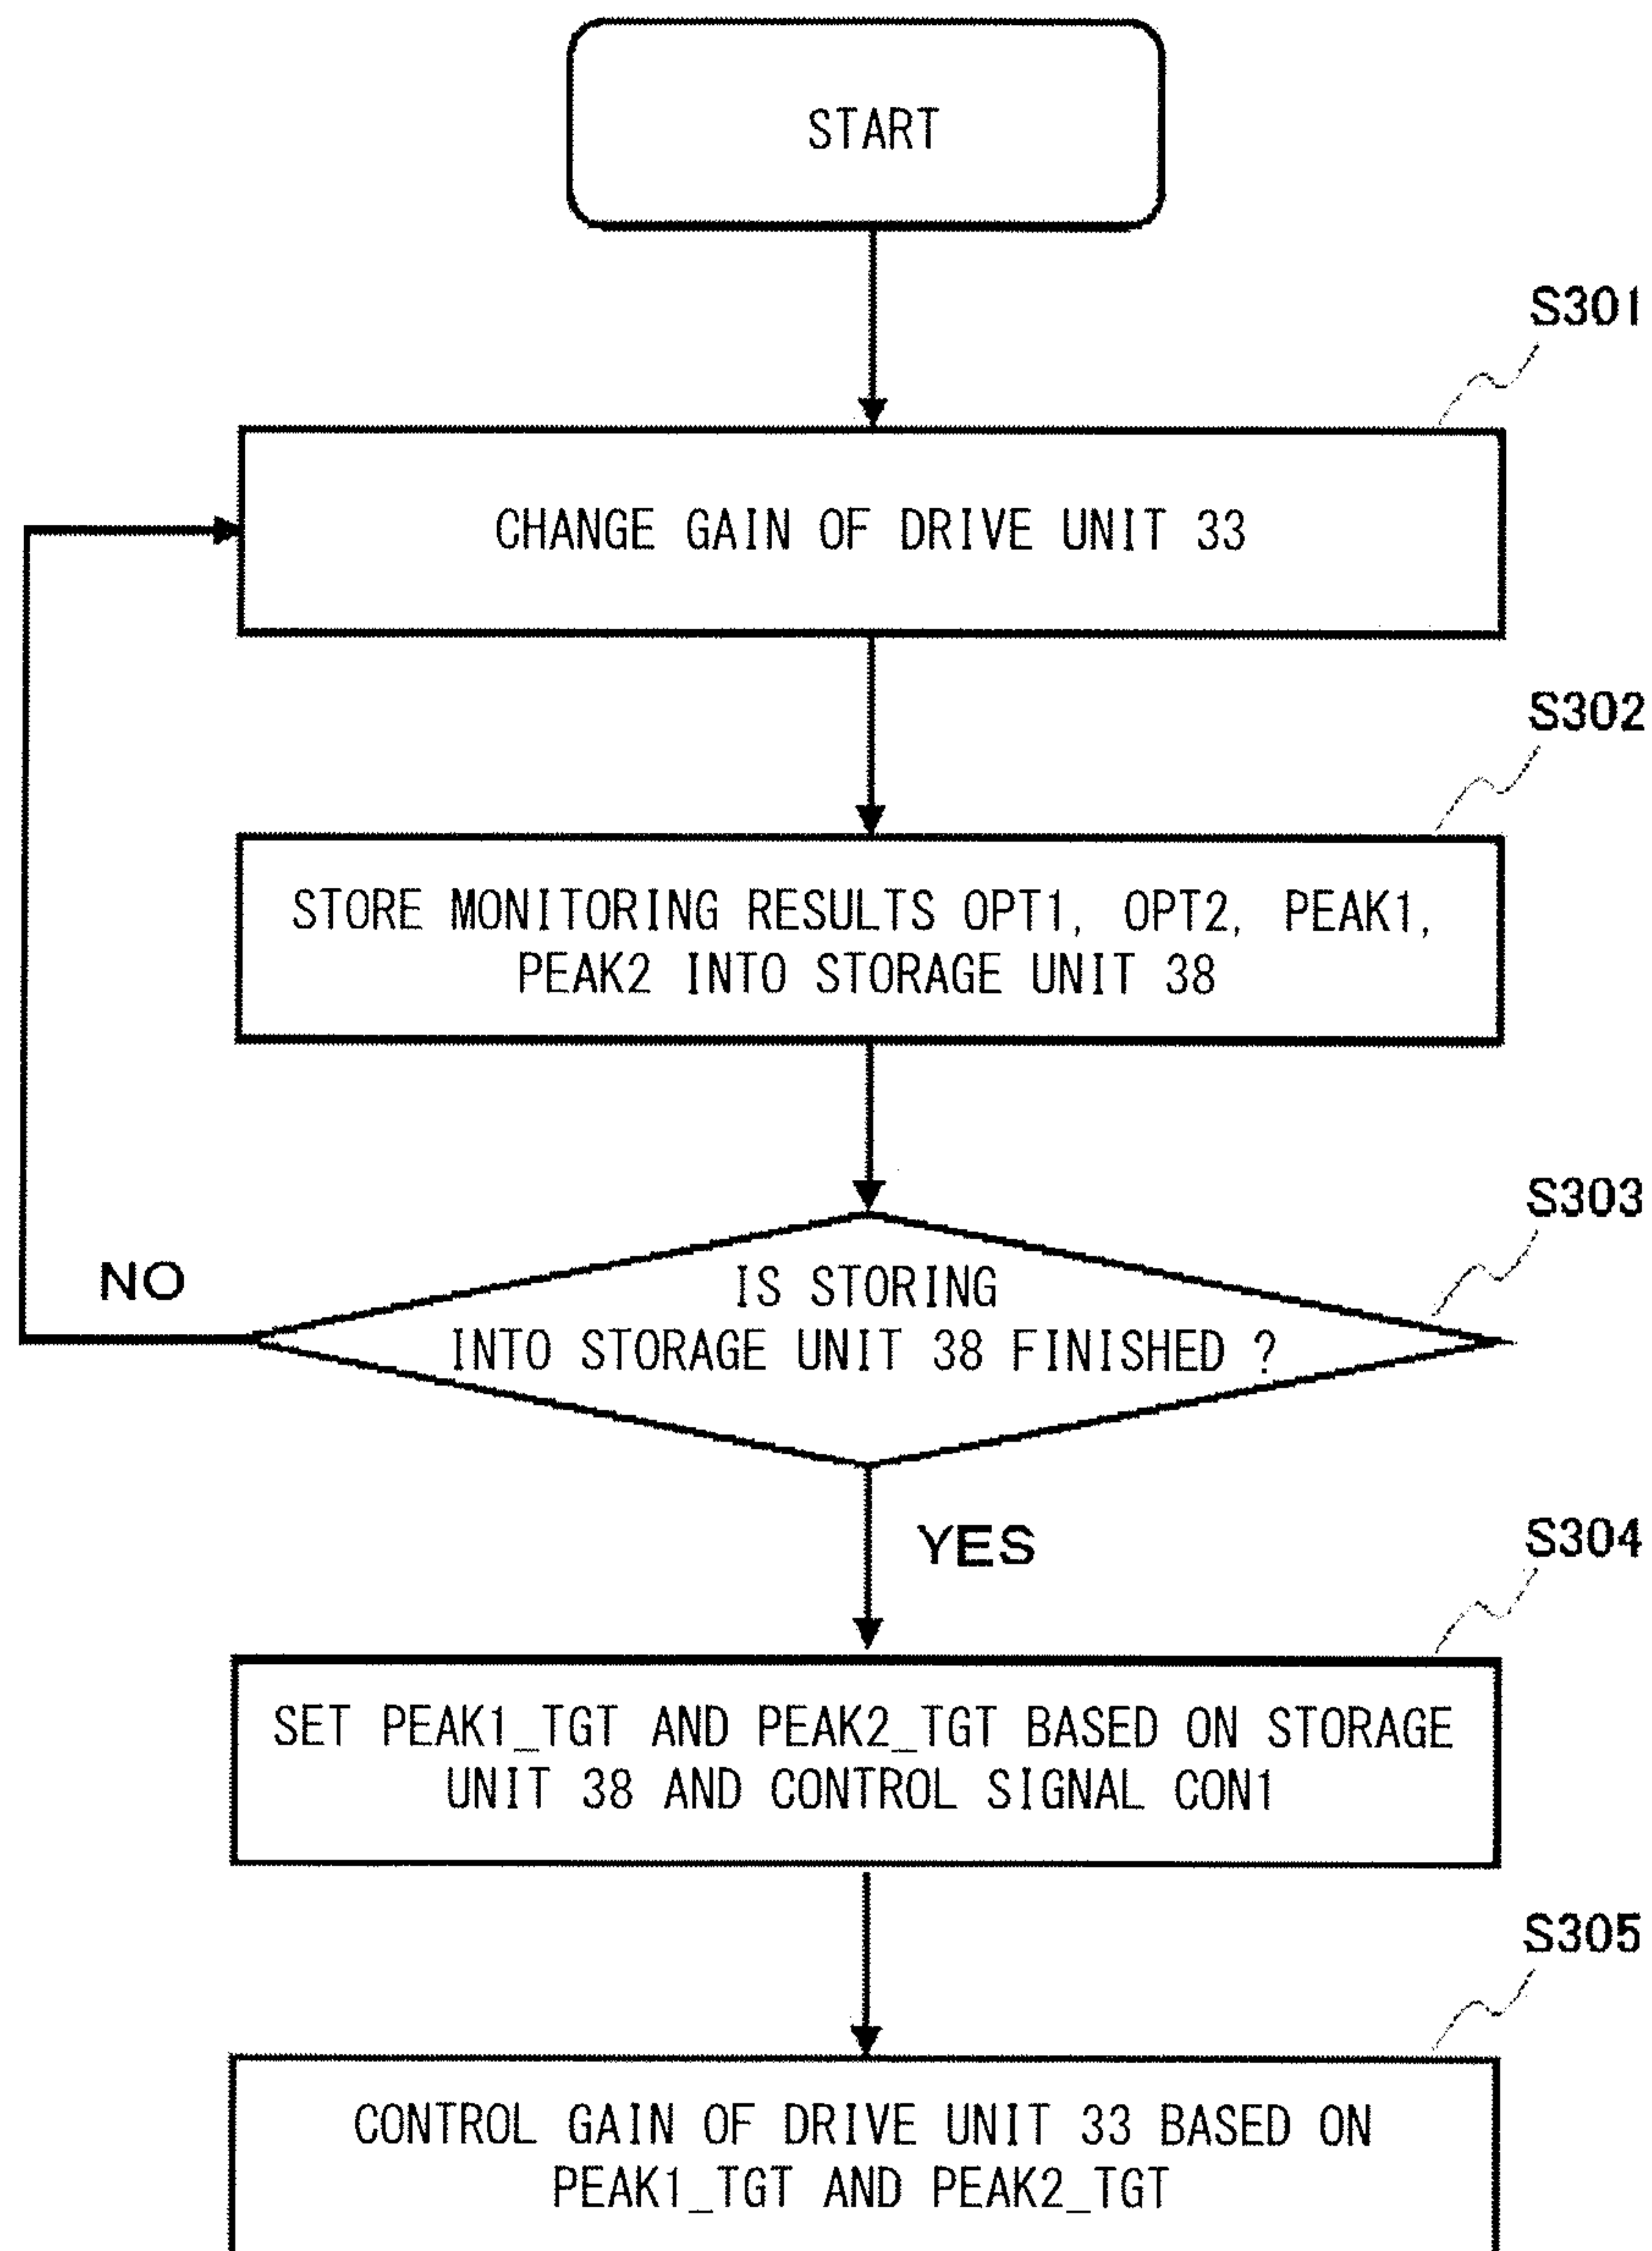 START
S301
CHANGE GAIN OF DRIVE UNIT 33
S302
STORE MONITORING RESULTS OPT1, OPT2, PEAK1,
PEAK2 INTO STORAGE UNIT 38
S303
NO
IS STORING
INTO STORAGE UNIT 38 FINISHED ?
YES
S304
SET PEAK1_TGT AND PEAK2_TGT BASED ON STORAGE
UNIT 38 AND CONTROL SIGNAL CON1
S305
CONTROL GAIN OF DRIVE UNIT 33 BASED ON
PEAK1_TGT AND PEAK2_TGT